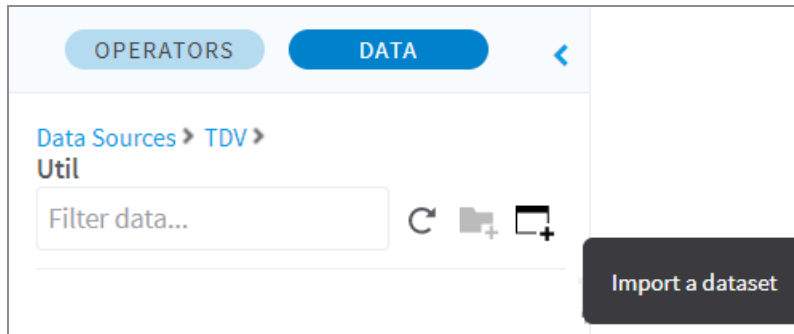 OPERATORS DATA
Data Sources > TDV >
Util
Filter data...
Import a dataset